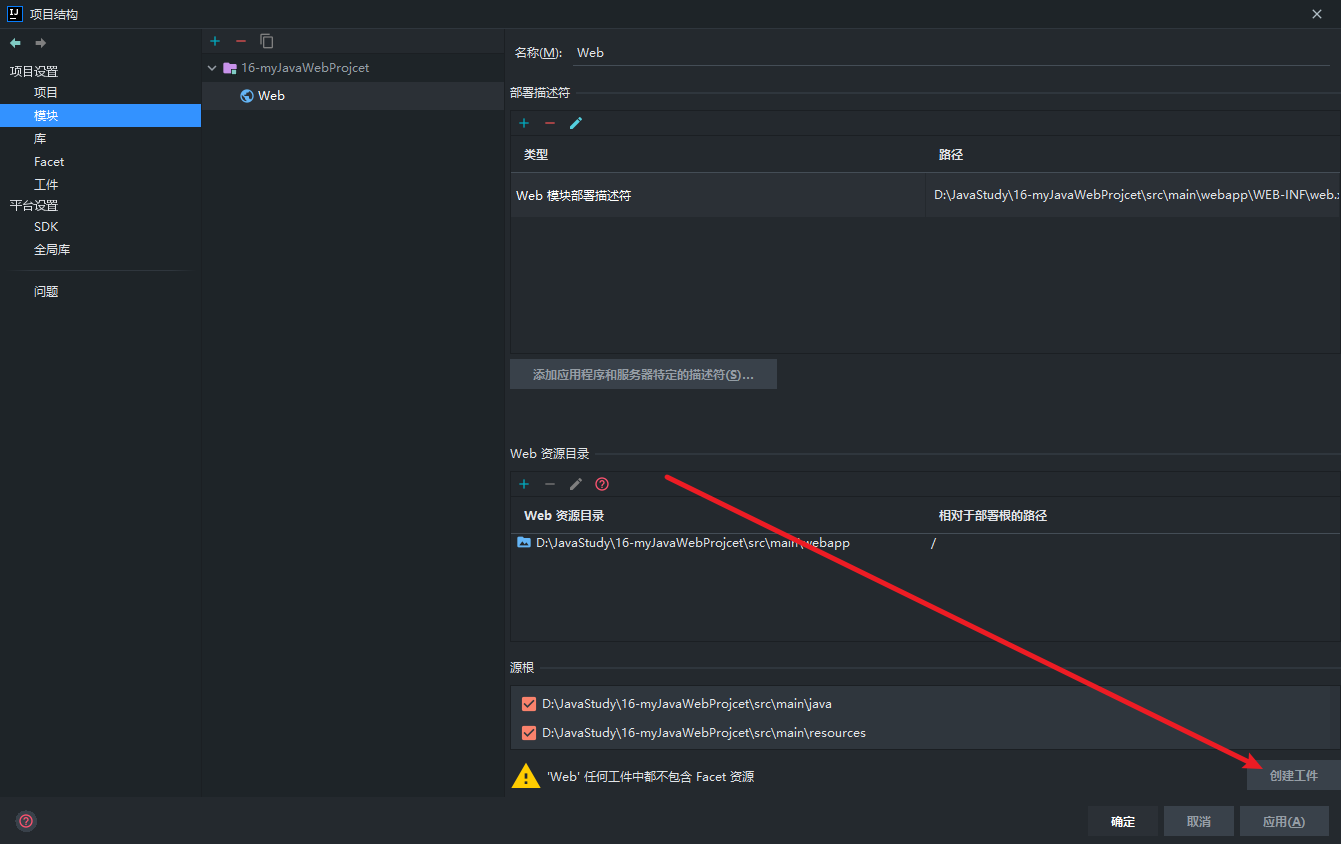 项目结构
项目设置
项目
模块
库
Facet
工件
平台设置
SDK
全局库
问题
16-myJavaWebProjcet
Web
名称(M): Web
部署描述符
类型 路径
Web 模块部署描述符 D:\JavaStudy\16-myJavaWebProjcet\src\main\webapp\WEB-INF\web.
添加应用程序和服务器特定的描述符(S)...
Web 资源目录
Web 资源目录 相对于部署根的路径
D:\JavaStudy\16-myJavaWebProjcet\src\main\webapp /
源根
D:\JavaStudy\16-myJavaWebProjcet\src\main\java
D:\JavaStudy\16-myJavaWebProjcet\src\main\resources
'Web' 任何工件中都不包含 Facet 资源 创建工件
确定 取消 应用(A)